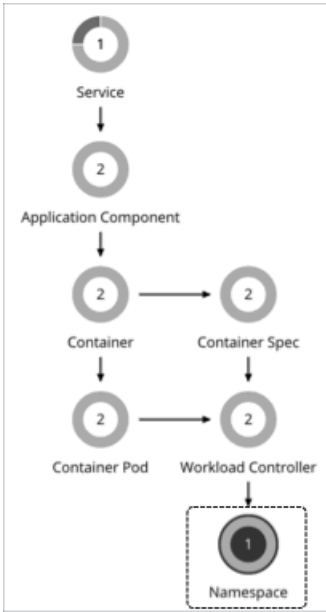 1
Service
2
Application Component
2 2
Container Container Spec
2 2
Container Pod Workload Controller
1
Namespace